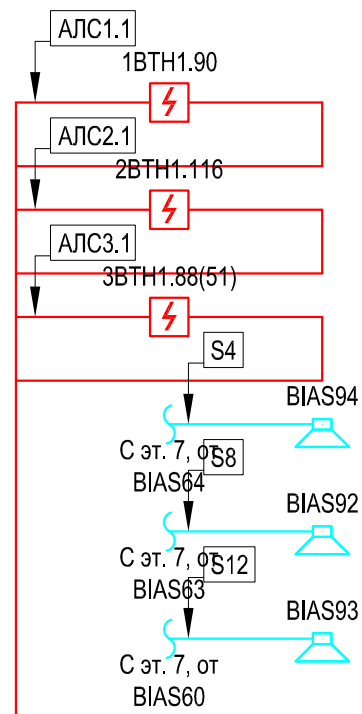 АЛС1.1
1ВТН1.90
АЛС2.1
2ВТН1.116
АЛС3.1
3ВТН1.88(51)
S4
BIAS94
С эт. 7, от
BIAS64
S8
BIAS92
С эт. 7, от
BIAS63
S12
BIAS93
С эт. 7, от
BIAS60